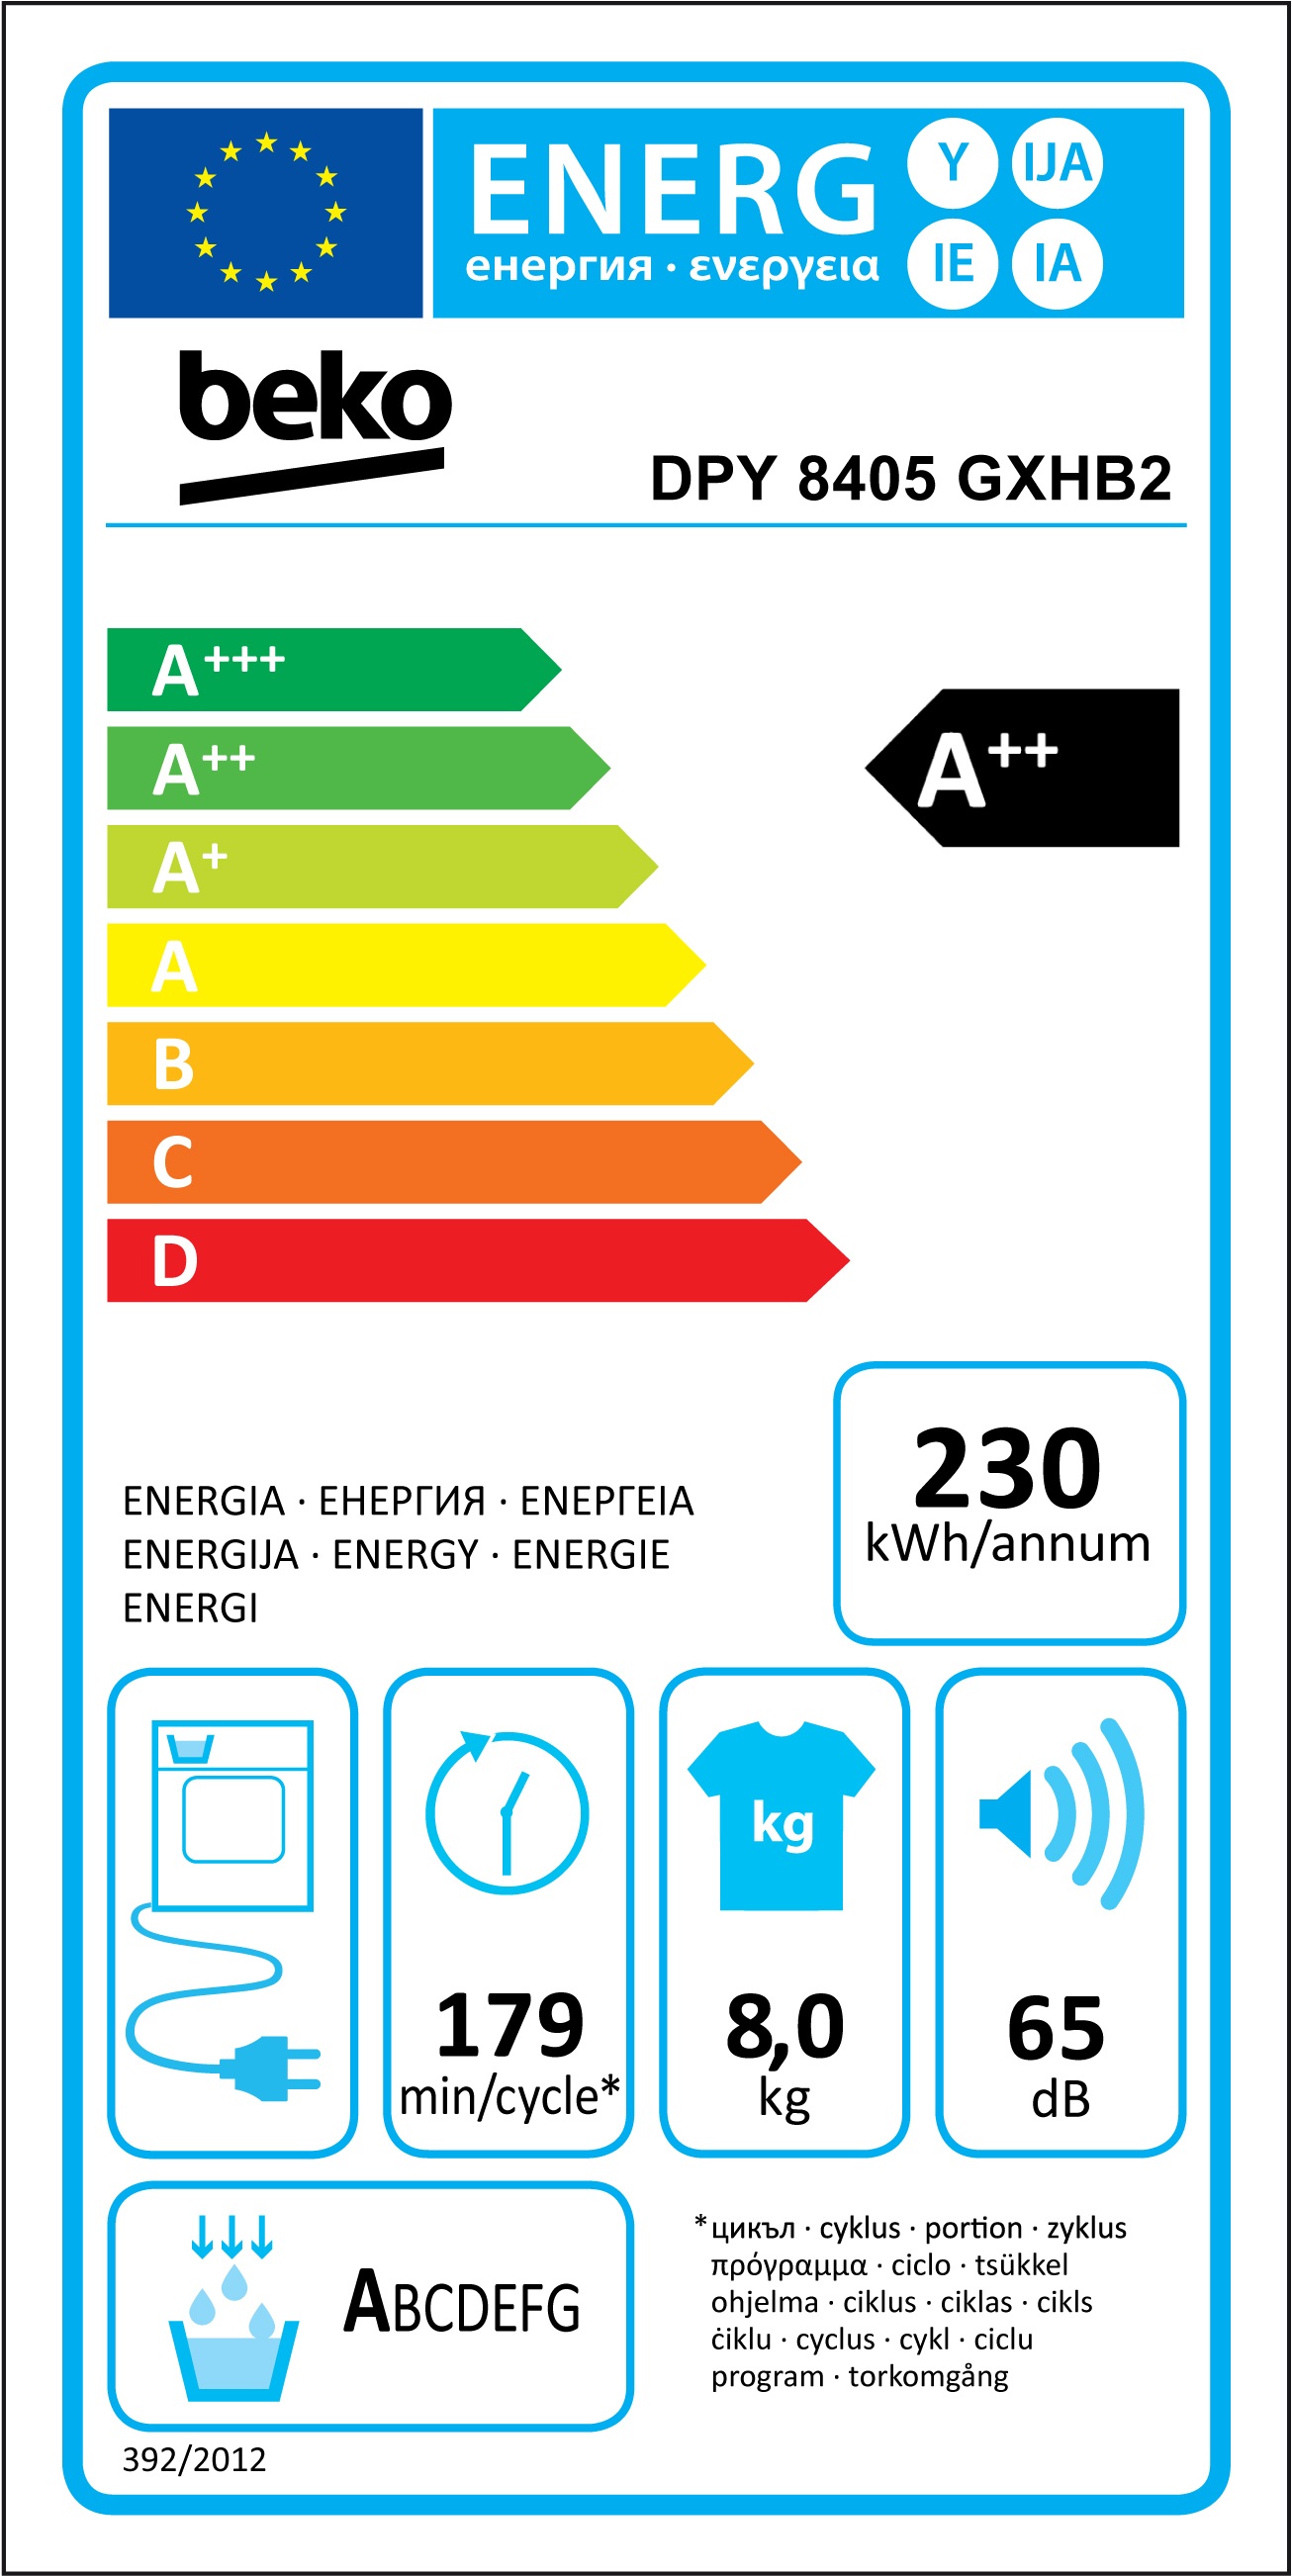 ENERG Y IJA
енергия · ενεργεια IE IA
beko
DPY 8405 GXHB2
A+++
A++
A++
A+
A
B
C
D
230
kWh/annum
ENERGIA · ЕНЕРГИЯ · ΕΝΕΡΓΕΙΑ
ENERGIJA · ENERGY · ENERGIE
ENERGI
kg
179
min/cycle*
8,0
kg
65
dB
ABCDEFG
*цикъл · cyklus · portion · zyklus
πρόγραμμα · ciclo · tsükkel
ohjelma · ciklus · ciklas · cikls
ċiklu · cyclus · cykl · ciclu
program · torkomgång
392/2012